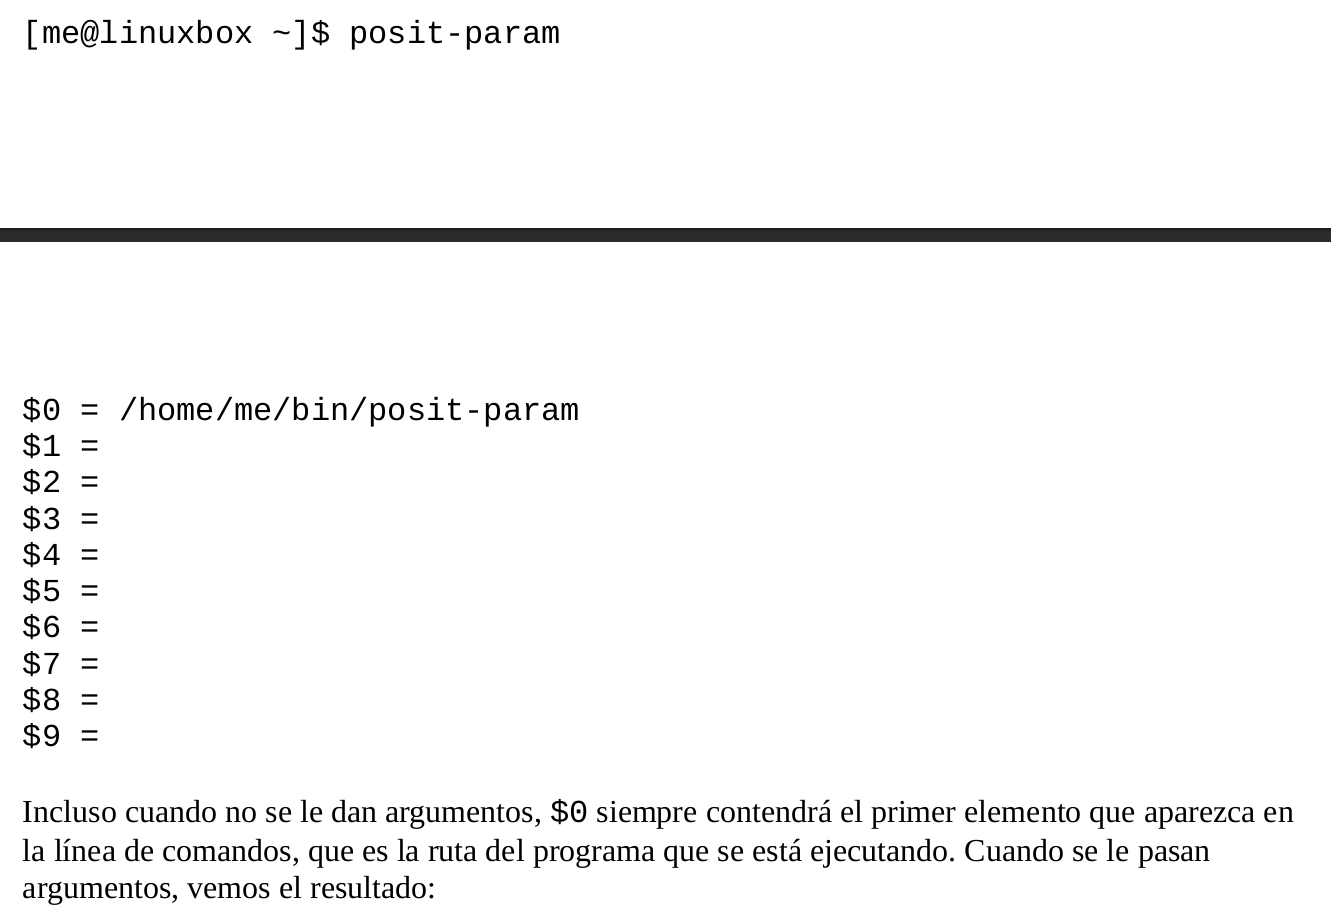 [me@linuxbox ~]$ posit-param
$0 = /home/me/bin/posit-param
$1 =
$2 =
$3 =
$4 =
$5 =
$6 =
$7 =
$8 =
$9 =
Incluso cuando no se le dan argumentos, $0 siempre contendrá el primer elemento que aparezca en
la línea de comandos, que es la ruta del programa que se está ejecutando. Cuando se le pasan
argumentos, vemos el resultado: